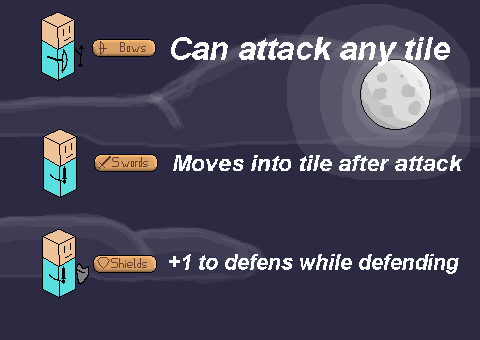 Bows Can attack any tile
Swords Moves into tile after attack
Shields +1 to defens while defending